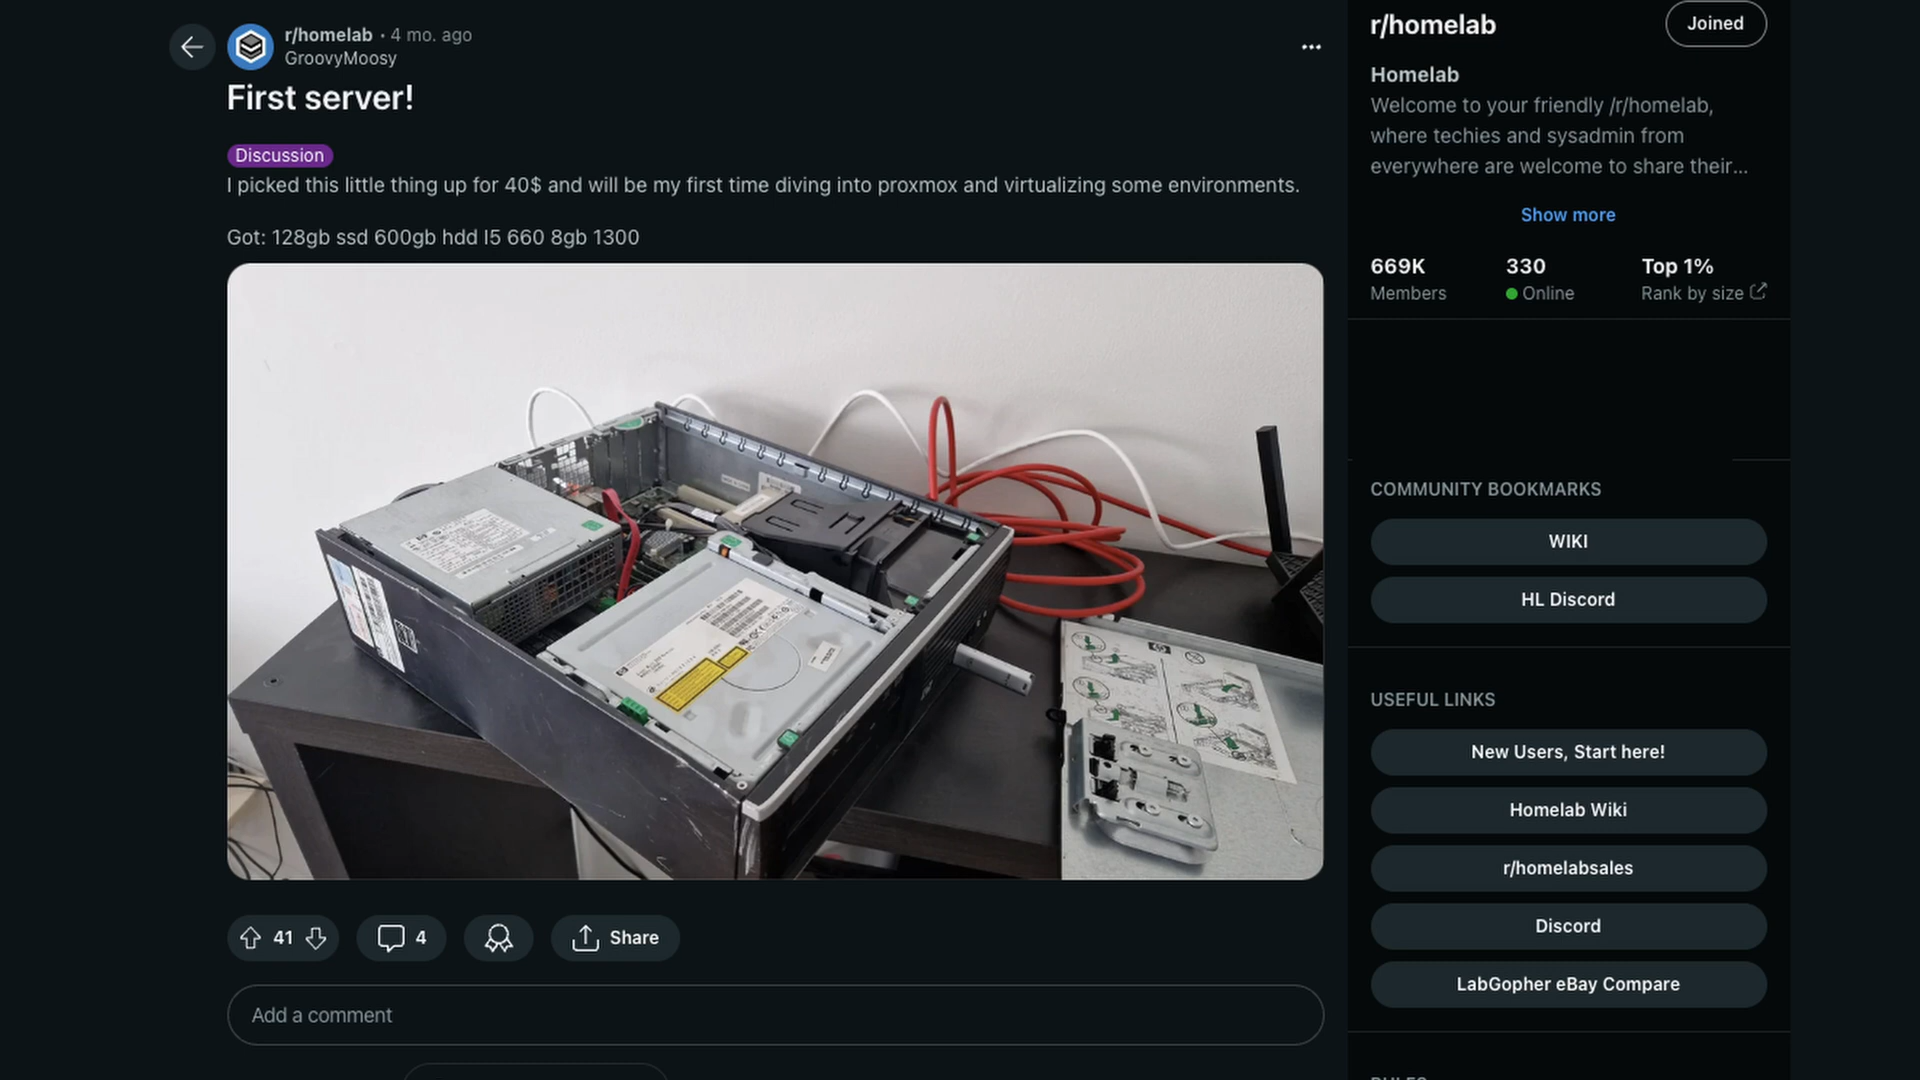 r/homelab • 4 mo. ago
GroovyMoosy
First server!
Discussion
I picked this little thing up for 40$ and will be my first time diving into proxmox and virtualizing some environments.
Got: 128gb ssd 600gb hdd I5 660 8gb 1300
41
4
Share
Add a comment
r/homelab
Joined
Homelab
Welcome to your friendly /r/homelab,
where techies and sysadmin from
everywhere are welcome to share their...
Show more
669K
Members
330
Online
Top 1%
Rank by size
COMMUNITY BOOKMARKS
WIKI
HL Discord
USEFUL LINKS
New Users, Start here!
Homelab Wiki
r/homelabsales
Discord
LabGopher eBay Compare